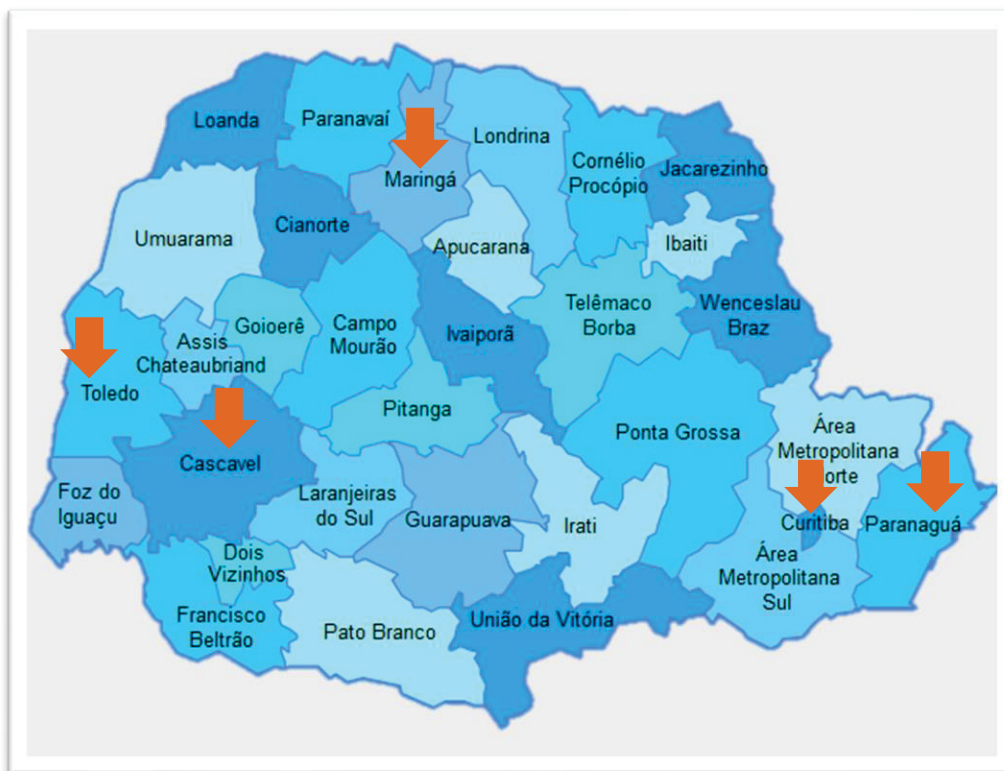 Loanda
Paranavaí
Londrina
Maringá
Cornélio
Procópio
Jacarezinho
Umuarama
Cianorte
Apucarana
Ibaiti
Telêmaco
Borba
Wenceslau
Braz
Goioerê
Campo
Mourão
Ivaiporã
Assis
Chateaubriand
Toledo
Pitanga
Ponta Grossa
Área
Metropolitana
orte
Cascavel
Foz do
Iguaçu
Laranjeiras
do Sul
Guarapuava
Irati
Curitiba
Paranaguá
Dois
Vizinhos
Área
Metropolitana
Sul
Francisco
Beltrão
Pato Branco
União da Vitória